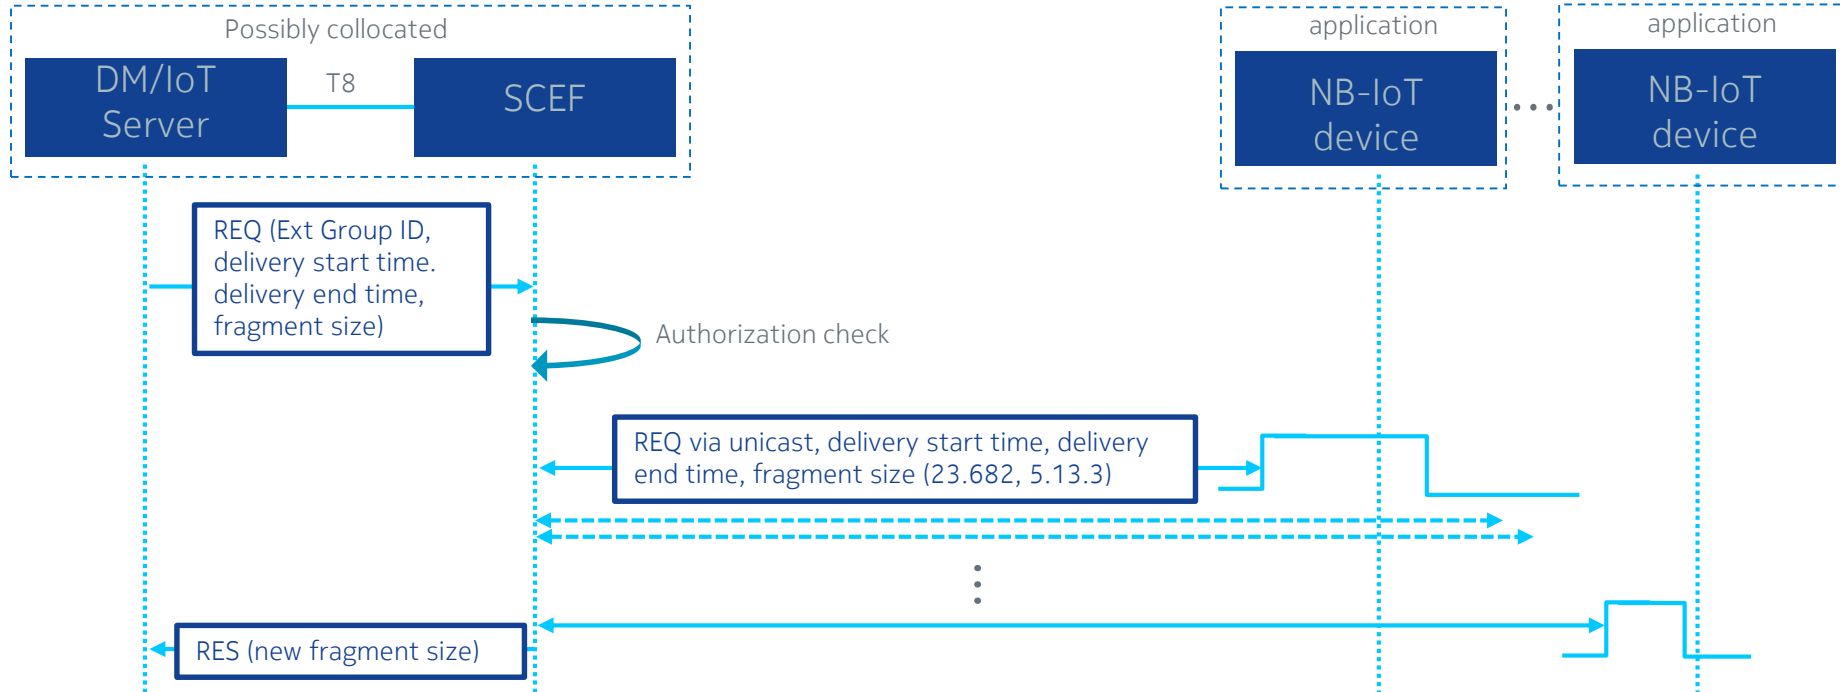 Possibly collocated
DM/IoT
Server
T8
SCEF
application
NB-IoT
device
application
NB-IoT
device
REQ (Ext Group ID,
delivery start time.
delivery end time,
fragment size)
Authorization check
REQ via unicast, delivery start time, delivery
end time, fragment size (23.682, 5.13.3)
RES (new fragment size)